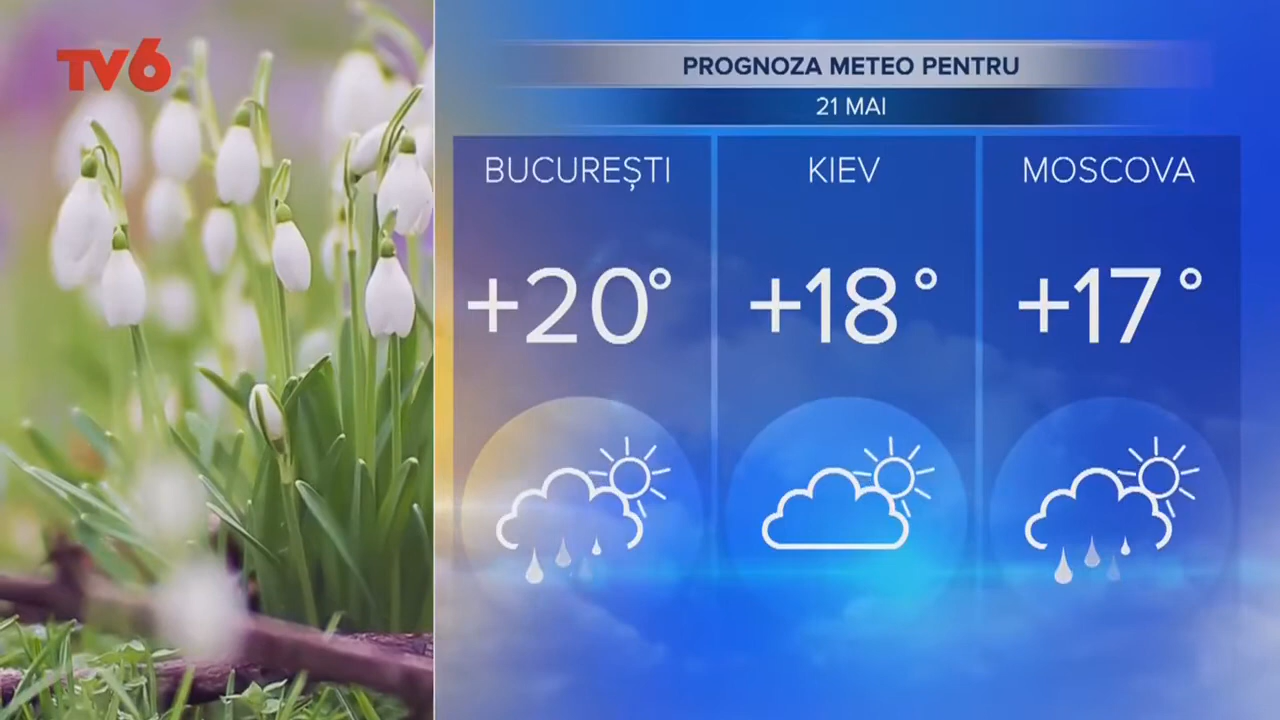 TV6
PROGNOZA METEO PENTRU
21 MAI
BUCUREȘTI
KIEV
MOSCOVA
+20°
+18°
+17°